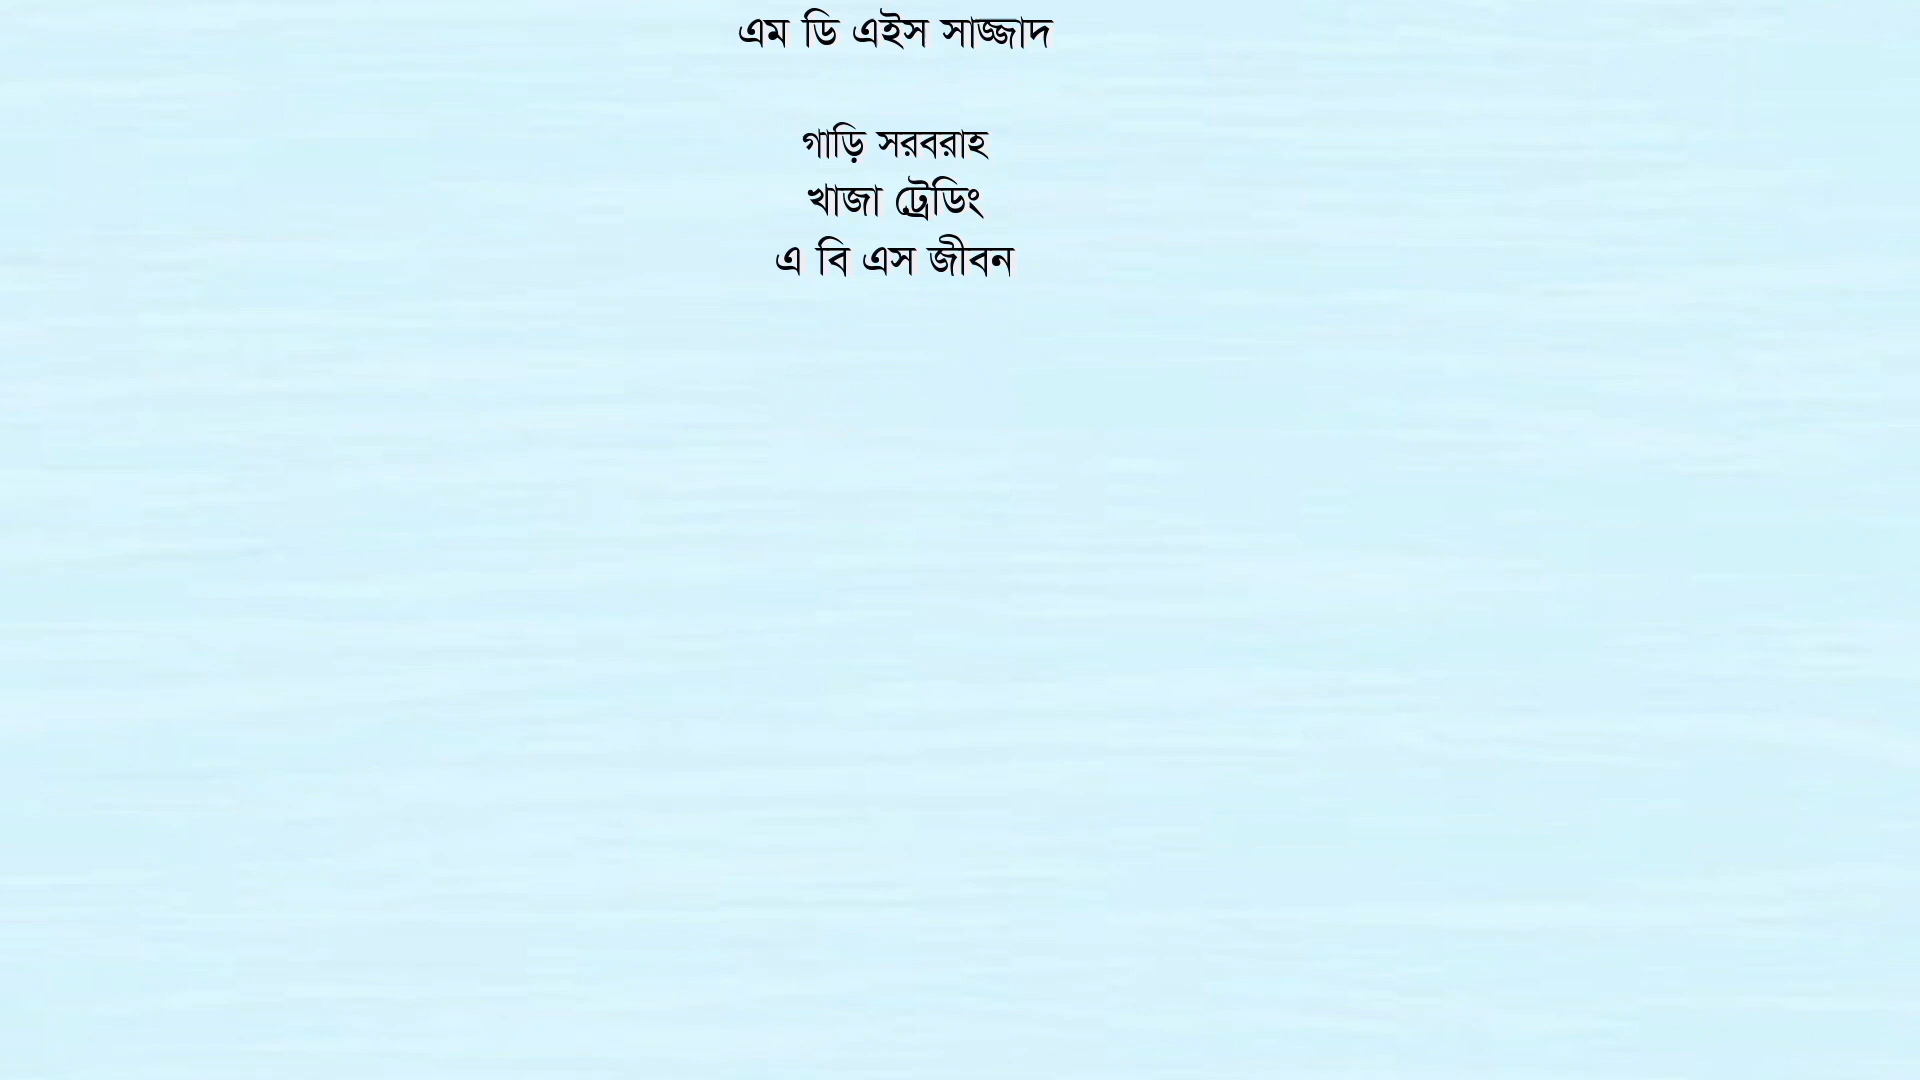 এম ডি এইস সাজ্জাদ
গাড়ি সরবরাহ
খাজা ট্রেডিং
এ বি এস জীবন